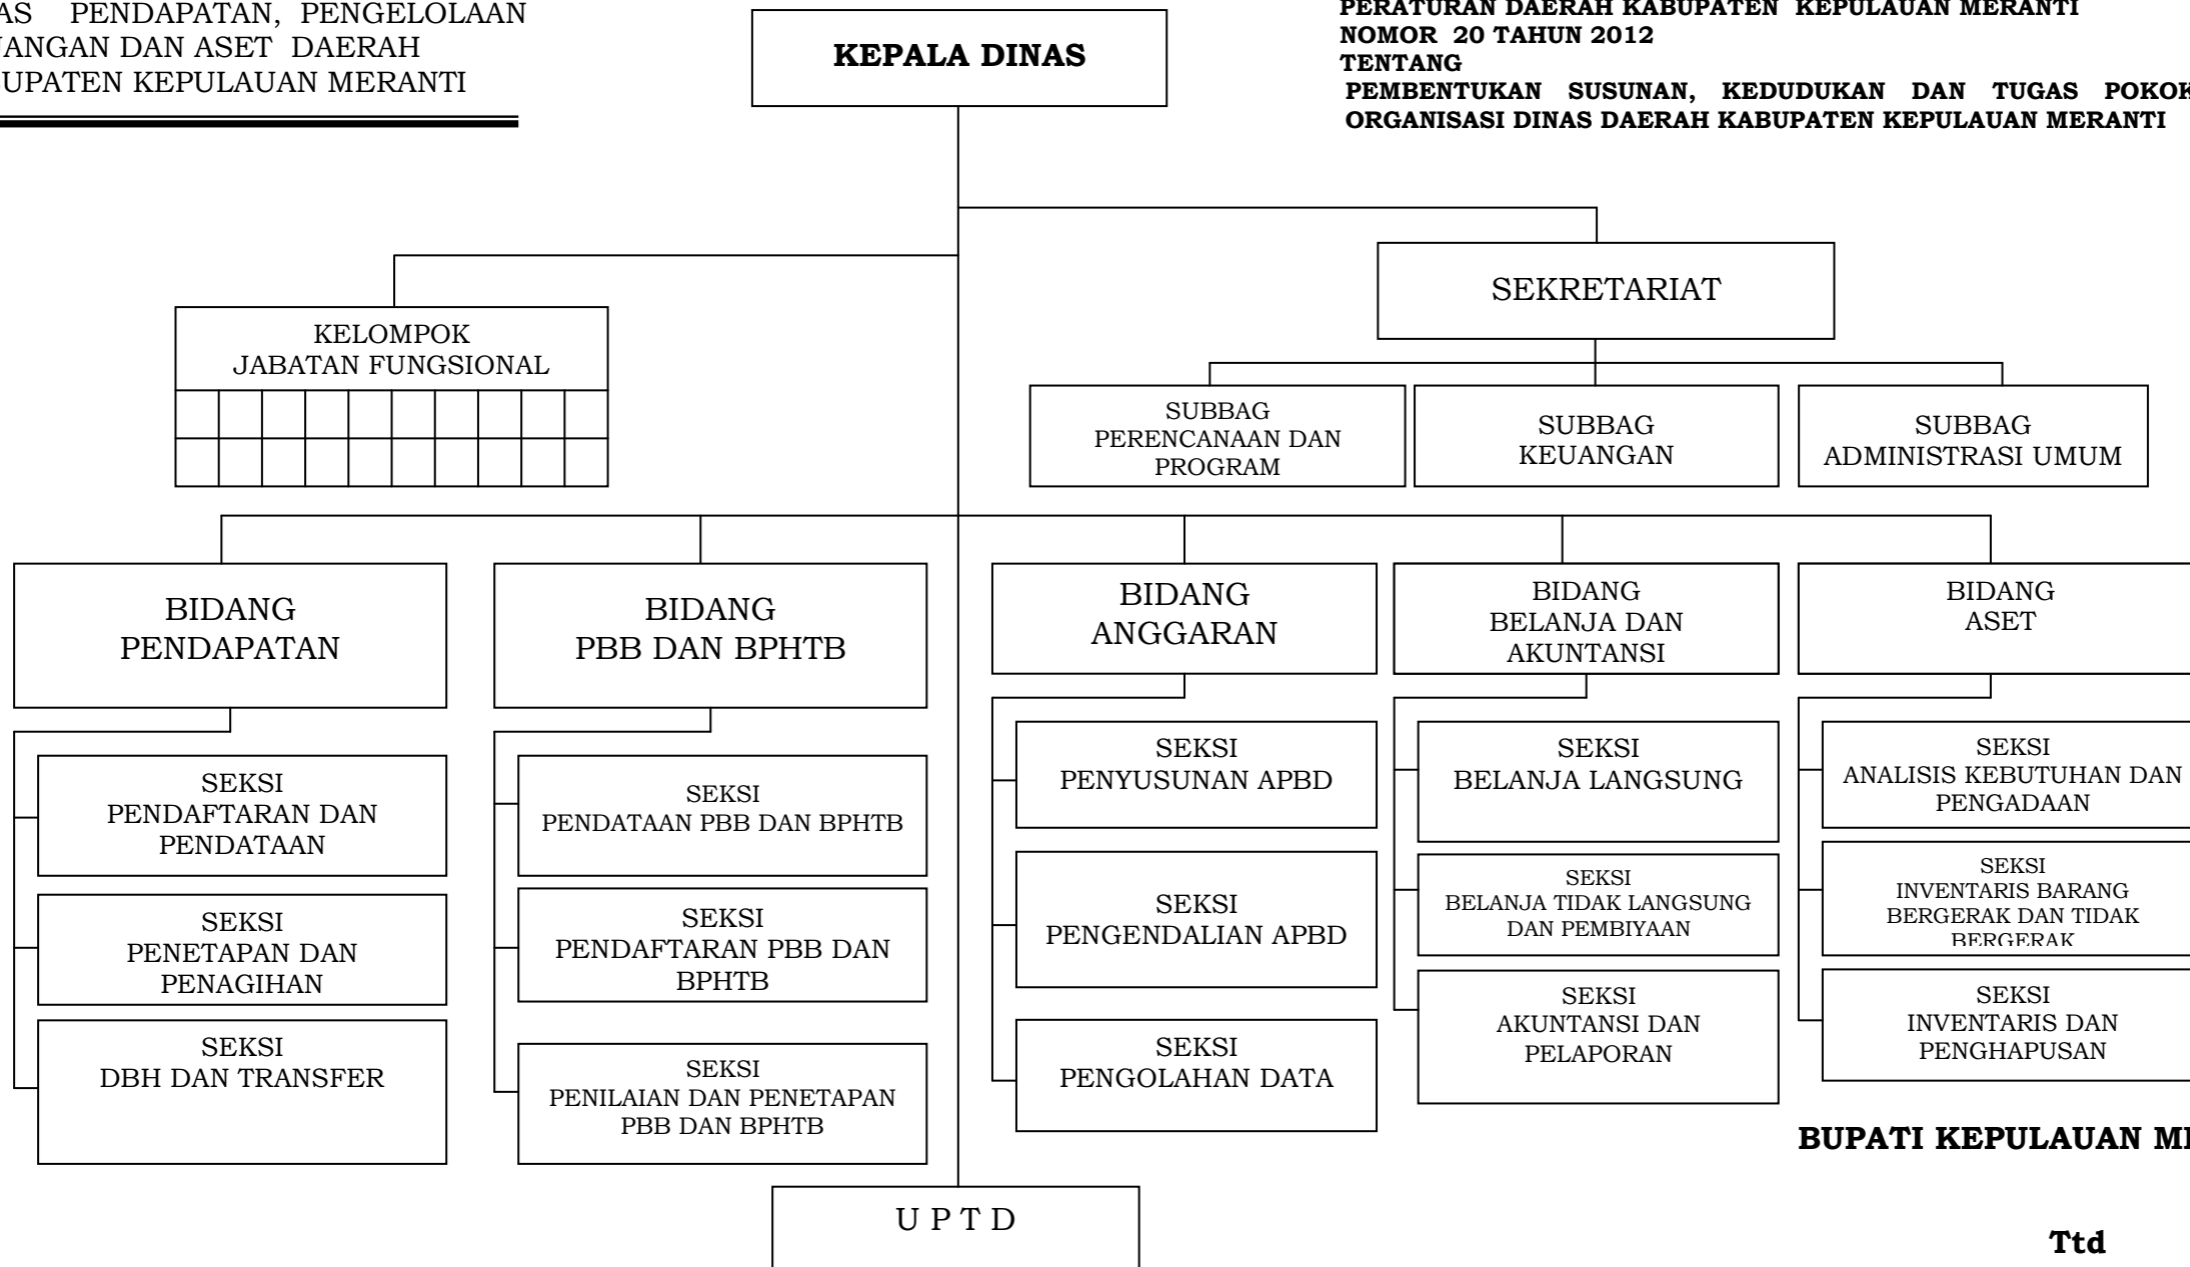 PENDAPATAN, PENGELOLAAN
DAN ASET DAERAH
KEPULAUAN MERANTI
PERATURAN DAERAH KABUPATEN KEPULAUAN MERANTI
NOMOR 20 TAHUN 2012
TENTANG
PEMBENTUKAN SUSUNAN, KEDUDUKAN DAN TUGAS POKOK
ORGANISASI DINAS DAERAH KABUPATEN KEPULAUAN MERANTI
KEPALA DINAS
SEKRETARIAT
KELOMPOK
JABATAN FUNGSIONAL
SUBBAG
PERENCANAAN DAN
PROGRAM
SUBBAG
KEUANGAN
SUBBAG
ADMINISTRASI UMUM
BIDANG
PENDAPATAN
BIDANG
PBB DAN BPHTB
BIDANG
ANGGARAN
BIDANG
BELANJA DAN
AKUNTANSI
BIDANG
ASET
SEKSI
PENDAFTARAN DAN
PENDATAAN
SEKSI
PENETAPAN DAN
PENAGIHAN
SEKSI
DBH DAN TRANSFER
SEKSI
PENDATAAN PBB DAN BPHTB
SEKSI
PENDAFTARAN PBB DAN
BPHTB
SEKSI
PENILAIAN DAN PENETAPAN
PBB DAN BPHTB
SEKSI
PENYUSUNAN APBD
SEKSI
PENGENDALIAN APBD
SEKSI
PENGOLAHAN DATA
SEKSI
BELANJA LANGSUNG
SEKSI
BELANJA TIDAK LANGSUNG
DAN PEMBIYAAN
SEKSI
AKUNTANSI DAN
PELAPORAN
SEKSI
ANALISIS KEBUTUHAN DAN
PENGADAAN
SEKSI
INVENTARIS BARANG
BERGERAK DAN TIDAK
BERGERAK
SEKSI
INVENTARIS DAN
PENGHAPUSAN
U P T D
BUPATI KEPULAUAN
Ttd